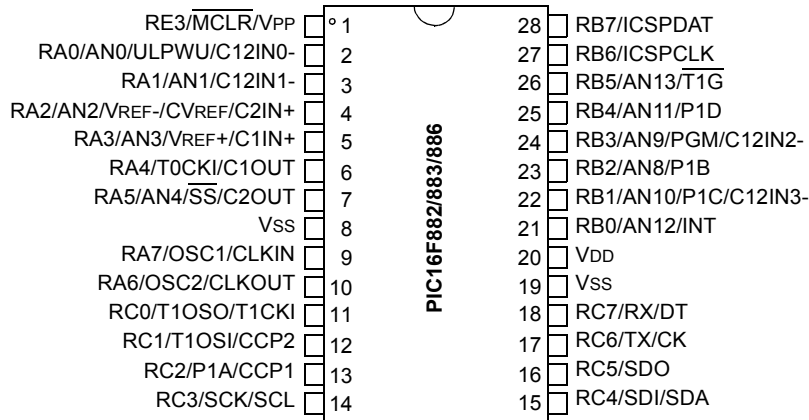 RE3/MCLR/VPP 1
RA0/AN0/ULPWU/C12IN0- 2
RA1/AN1/C12IN1- 3
RA2/AN2/VREF-/CVREF/C2IN+ 4
RA3/AN3/VREF+/C1IN+ 5
RA4/T0CKI/C1OUT 6
RA5/AN4/SS/C2OUT 7
VSS 8
RA7/OSC1/CLKIN 9
RA6/OSC2/CLKOUT 10
RC0/T1OSO/T1CKI 11
RC1/T1OSI/CCP2 12
RC2/P1A/CCP1 13
RC3/SCK/SCL 14
PIC16F882/883/886
28 RB7/ICSPDAT
27 RB6/ICSPCLK
26 RB5/AN13/T1G
25 RB4/AN11/P1D
24 RB3/AN9/PGM/C12IN2-
23 RB2/AN8/P1B
22 RB1/AN10/P1C/C12IN3-
21 RB0/AN12/INT
20 VDD
19 VSS
18 RC7/RX/DT
17 RC6/TX/CK
16 RC5/SDO
15 RC4/SDI/SDA